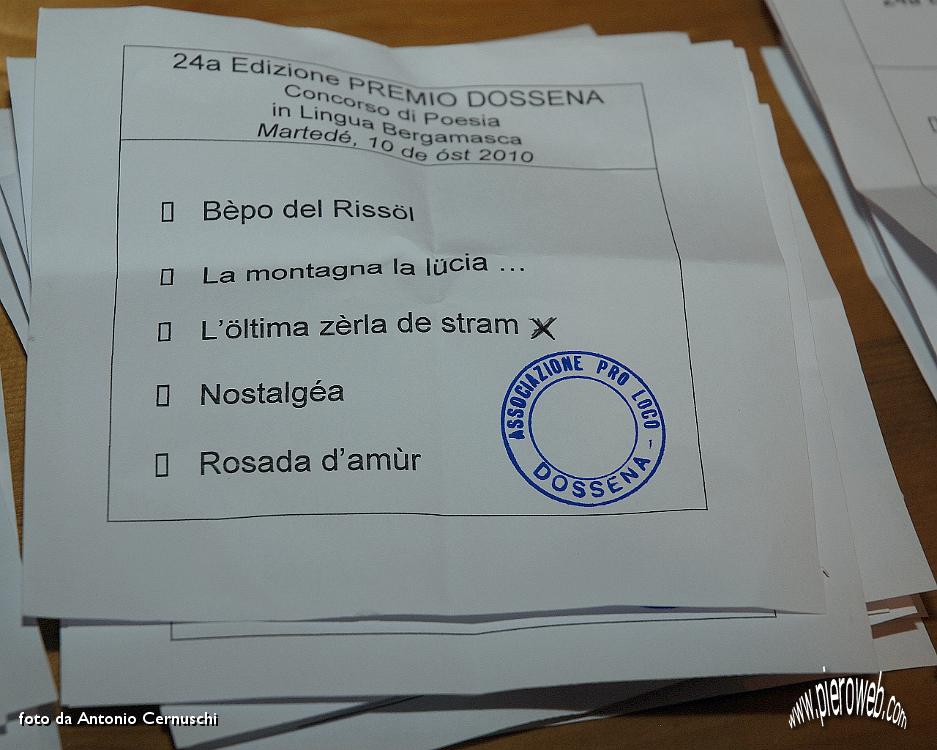 24a Edizione PREMIO DOSSENA
Concorso di Poesia
in Lingua Bergamasca
Martedé, 10 de óst 2010
Bèpo del Rissöl
La montagna la lücia ...
L'öltima zèrla de stram X
Nostalgéa
Rosada d'amùr
ASSOCIAZIONE PRO LOCO -
DOSSENA
foto da Antonio Cernuschi
www.pieroweb.com